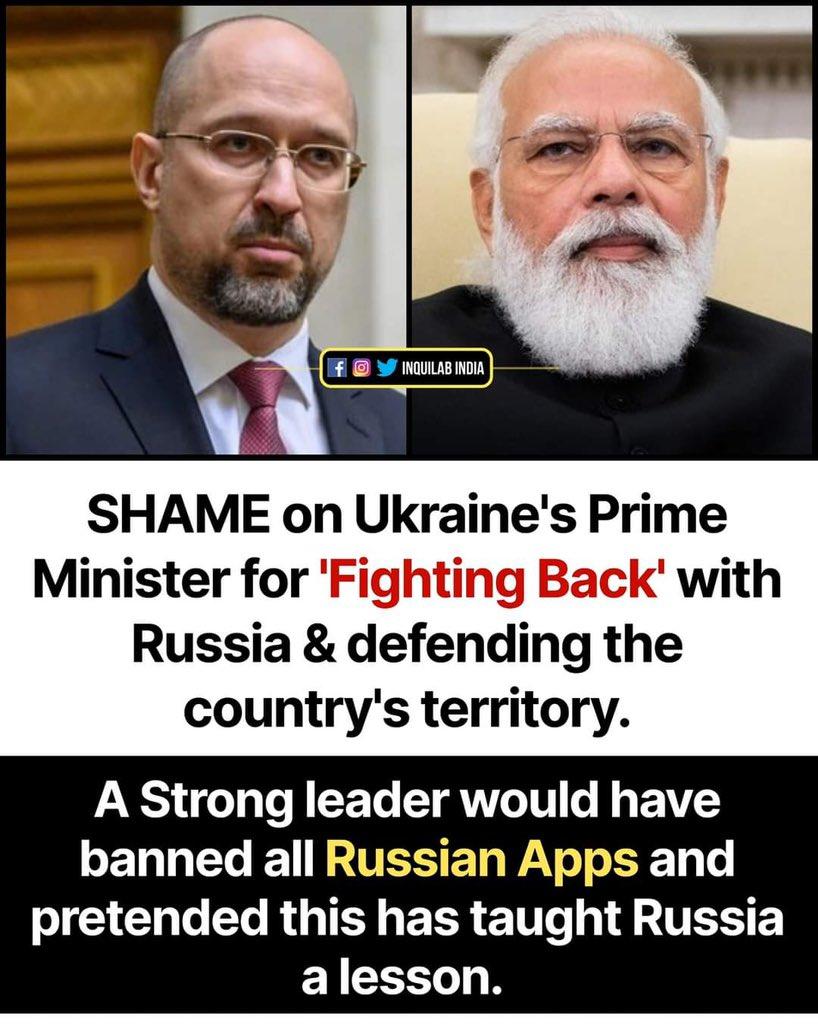 INQUILAB INDIA
SHAME on Ukraine's Prime
Minister for 'Fighting Back' with
Russia & defending the
country's territory.
A Strong leader would have
banned all Russian Apps and
pretended this has taught Russia
a lesson.